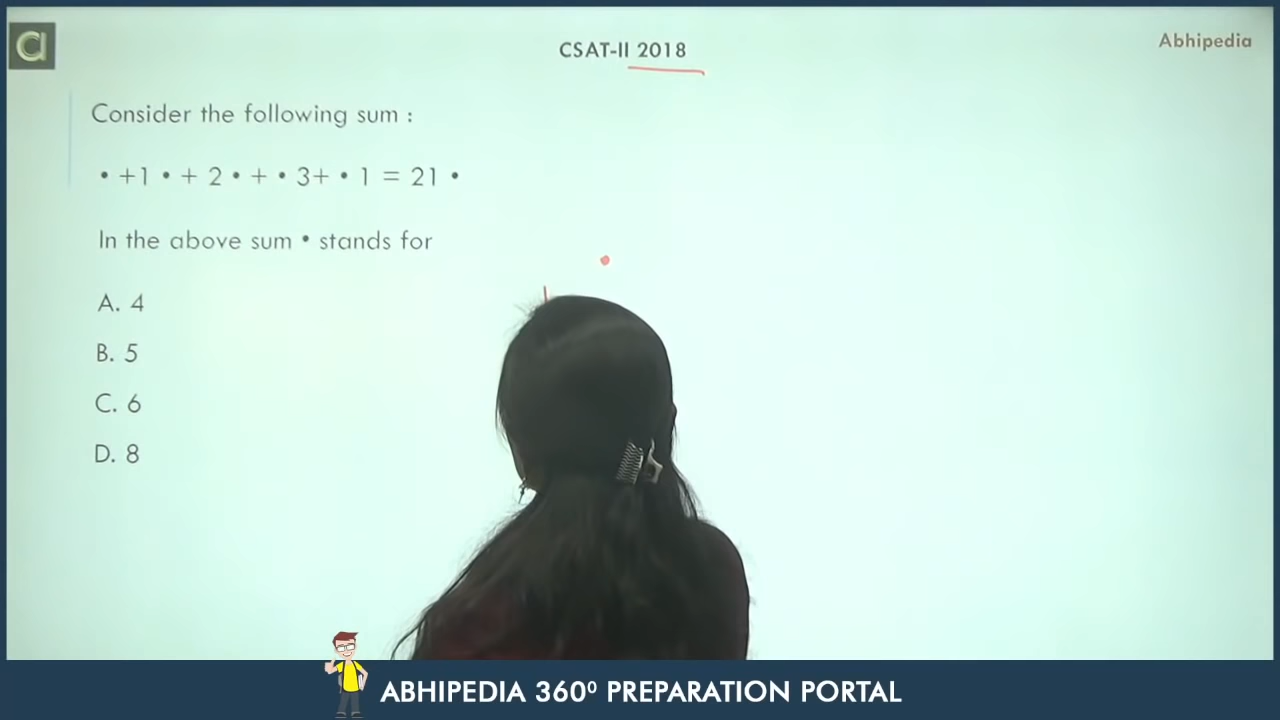 CSAT-II 2018
Abhipedia
Consider the following sum :
• +1 • + 2 • + • 3+ • 1 = 21 •
In the above sum • stands for
A. 4
B. 5
C. 6
D. 8
ABHIPEDIA 360⁰ PREPARATION PORTAL